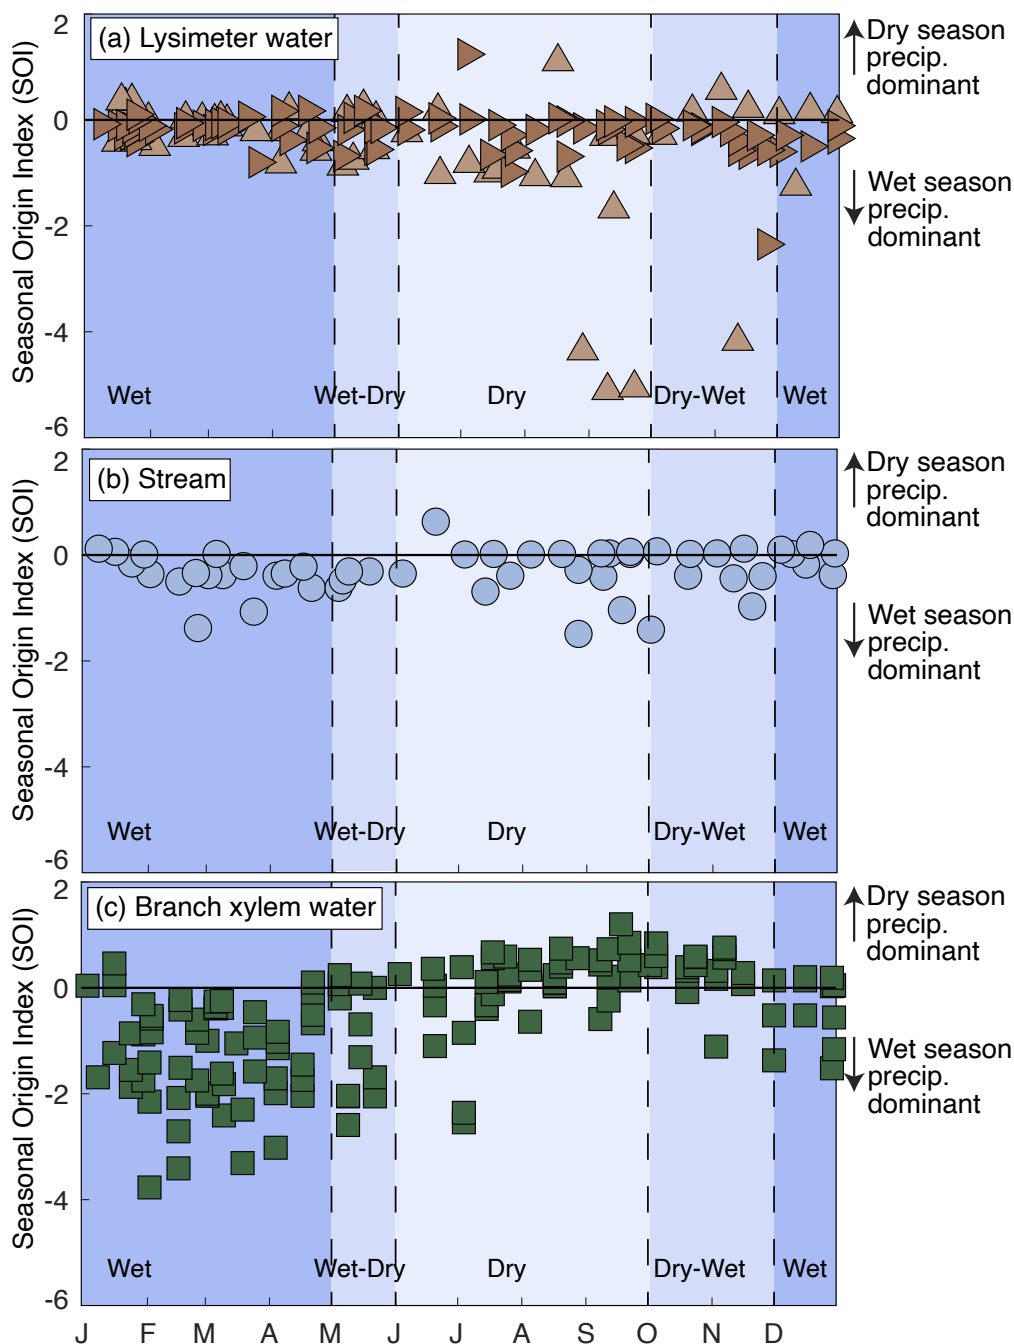 (a) Lysimeter water
Seasonal Origin Index (SOI)
2
0
-2
-4
-6
Wet
Wet-Dry
Dry
Dry-Wet
Wet
Dry season
precip.
dominant
Wet season
precip.
dominant
(b) Stream
Seasonal Origin Index (SOI)
2
0
-2
-4
-6
Wet
Wet-Dry
Dry
Dry-Wet
Wet
Dry season
precip.
dominant
Wet season
precip.
dominant
(c) Branch xylem water
Seasonal Origin Index (SOI)
2
0
-2
-4
-6
Wet
Wet-Dry
Dry
Dry-Wet
Wet
Dry season
precip.
dominant
Wet season
precip.
dominant
J F M A M J J A S O N D